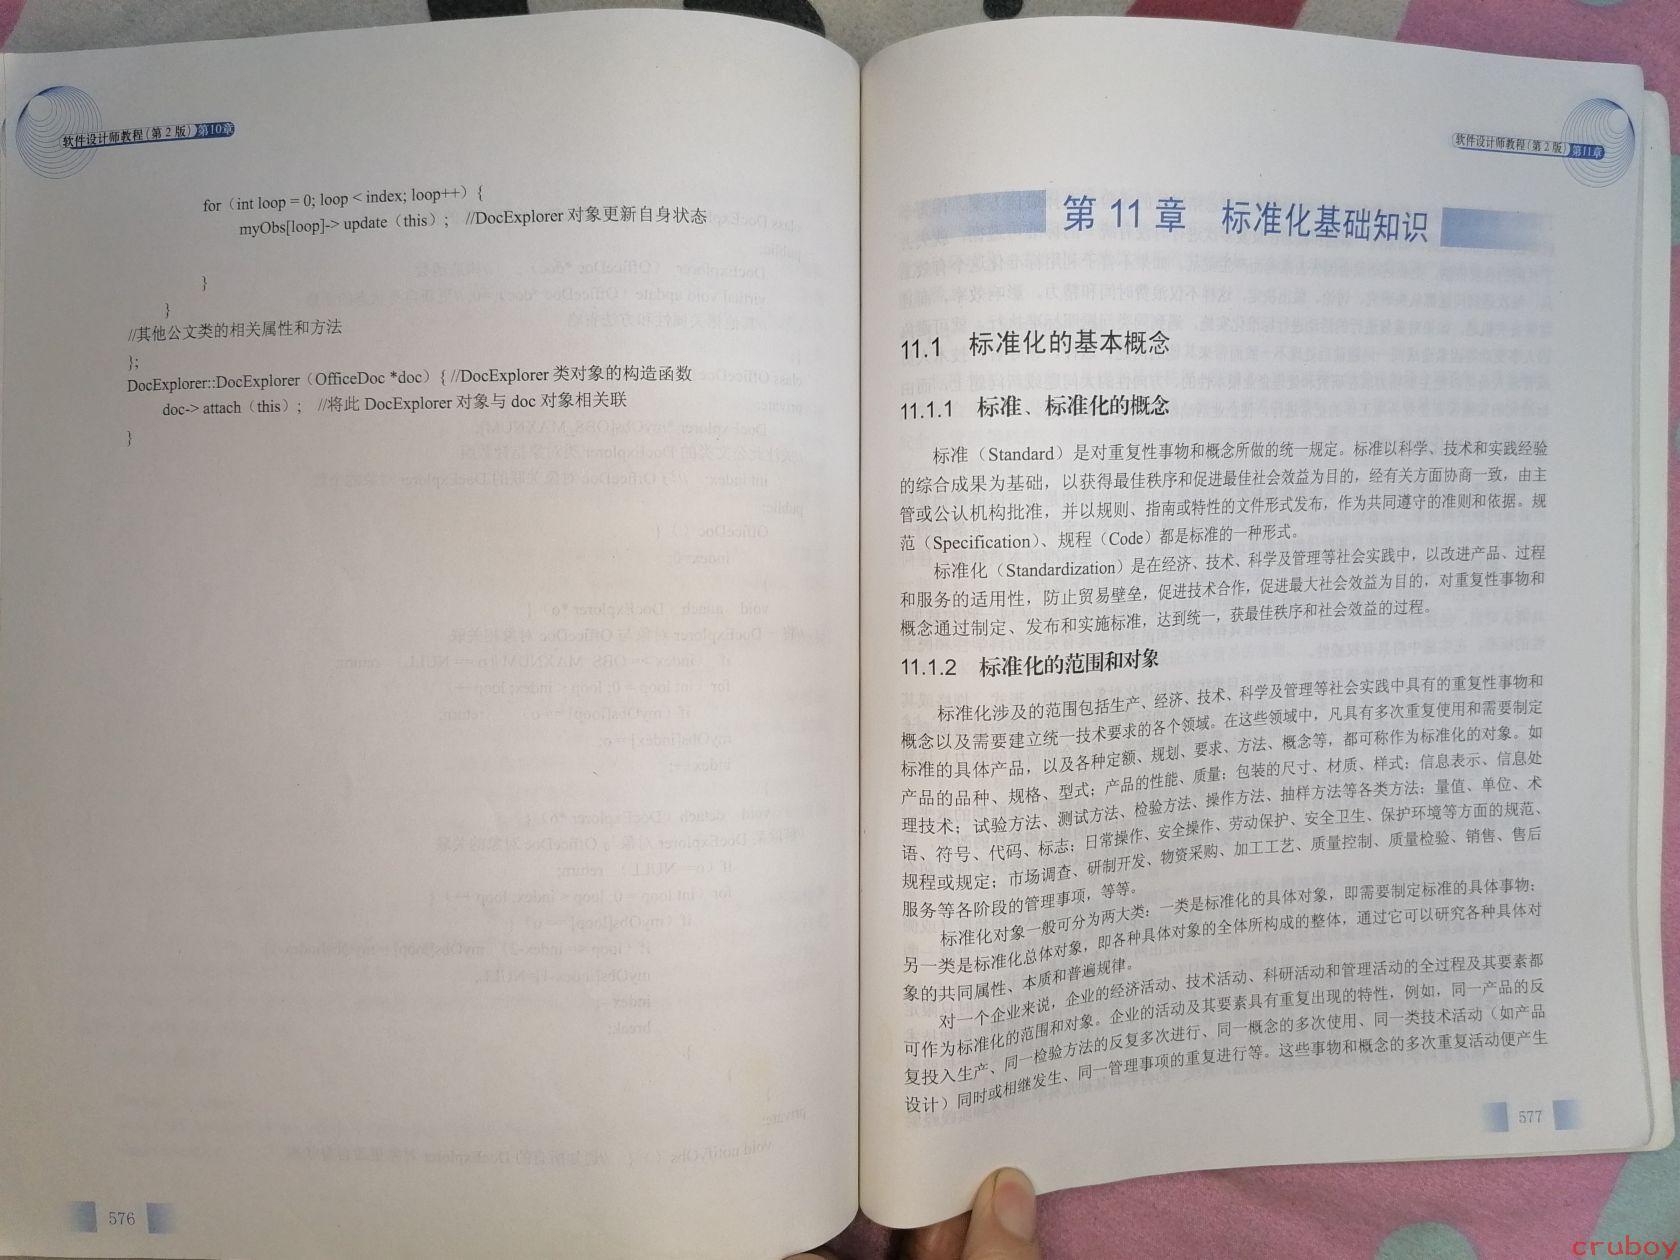 软件设计师教程(第2版) 第10章
for（int loop = 0; loop < index; loop++）{
myObs[loop]-> update（this）; //DocExplorer 对象更新自身状态
}
}
//其他公文类的相关属性和方法
};
DocExplorer::DocExplorer（OfficeDoc *doc）{ //DocExplorer 类对象的构造函数
doc-> attach（this）; //将此 DocExplorer 对象与 doc 对象相关联
}
576
软件设计师教程(第2版) 第11章
第 11 章 标准化基础知识
11.1 标准化的基本概念
11.1.1 标准、标准化的概念
标准（Standard）是对重复性事物和概念所做的统一规定。标准以科学、技术和实践经验
的综合成果为基础，以获得最佳秩序和促进最佳社会效益为目的，经有关方面协商一致，由主
管或公认机构批准，并以规则、指南或特性的文件形式发布，作为共同遵守的准则和依据。规
范（Specification）、规程（Code）都是标准的一种形式。
标准化（Standardization）是在经济、技术、科学及管理等社会实践中，以改进产品、过程
和服务的适用性，防止贸易壁垒，促进技术合作，促进最大社会效益为目的，对重复性事物和
概念通过制定、发布和实施标准，达到统一，获最佳秩序和社会效益的过程。
11.1.2 标准化的范围和对象
标准化涉及的范围包括生产、经济、技术、科学及管理等社会实践中具有的重复性事物和
概念以及需要建立统一技术要求的各个领域。在这些领域中，凡具有多次重复使用和需要制定
标准的具体产品，以及各种定额、规划、要求、方法、概念等，都可称作为标准化的对象。如
产品的品种、规格、型式；产品的性能、质量；包装的尺寸、材质、样式；信息表示、信息处
理技术；试验方法、测试方法、检验方法、操作方法、抽样方法等各类方法；量值、单位、术
语、符号、代码、标志；日常操作、安全操作、劳动保护、安全卫生、保护环境等方面的规范、
规程或规定；市场调查、研制开发、物资采购、加工工艺、质量控制、质量检验、销售、售后
服务等各阶段的管理事项，等等。
标准化对象一般可分为两大类：一类是标准化的具体对象，即需要制定标准的具体事物；
另一类是标准化总体对象，即各种具体对象的全体所构成的整体，通过它可以研究各种具体对
象的共同属性、本质和普遍规律。
对一个企业来说，企业的经济活动、技术活动、科研活动和管理活动的全过程及其要素都
可作为标准化的范围和对象。企业的活动及其要素具有重复出现的特性，例如，同一产品的反
复投入生产、同一检验方法的反复多次进行、同一概念的多次使用、同一类技术活动（如产品
设计）同时或相继发生、同一管理事项的重复进行等。这些事物和概念的多次重复活动便产生
577
cruboy